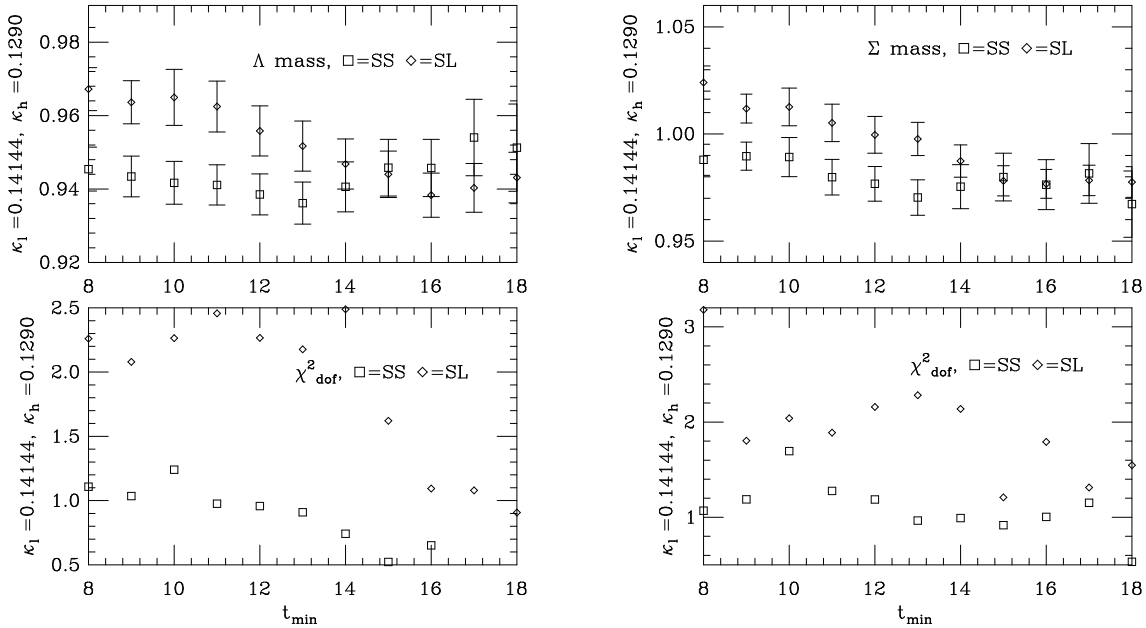 κl =0.14144, κh =0.1290
0.98
0.96
0.94
0.92
Λ mass, □=SS ◇=SL
8 10 12 14 16 18
κl =0.14144, κh =0.1290
1.05
1.00
0.95
Σ mass, □=SS ◇=SL
8 10 12 14 16 18
κl =0.14144, κh =0.1290
2.5
2.0
1.5
1.0
0.5
χ²dof, □=SS ◇=SL
8 10 12 14 16 18
tmin
κl =0.14144, κh =0.1290
3
2
1
χ²dof, □=SS ◇=SL
8 10 12 14 16 18
tmin